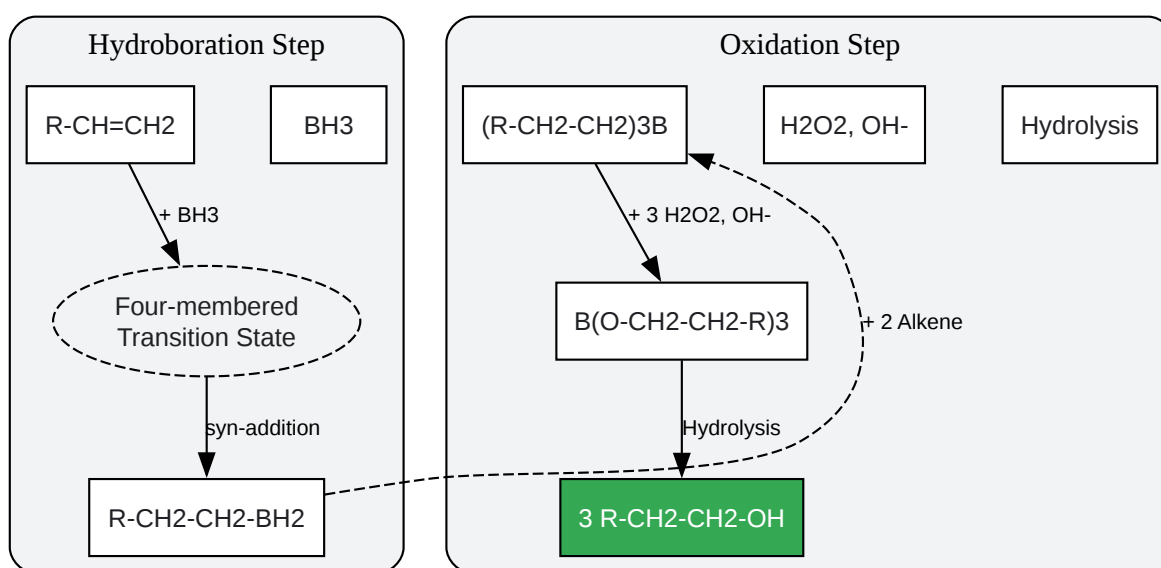 Hydroboration Step
R-CH=CH2
BH3
+ BH3
Four-membered
Transition State
syn-addition
R-CH2-CH2-BH2
Oxidation Step
(R-CH2-CH2)3B
H2O2, OH-
Hydrolysis
+ 3 H2O2, OH-
B(O-CH2-CH2-R)3
+ 2 Alkene
Hydrolysis
3 R-CH2-CH2-OH